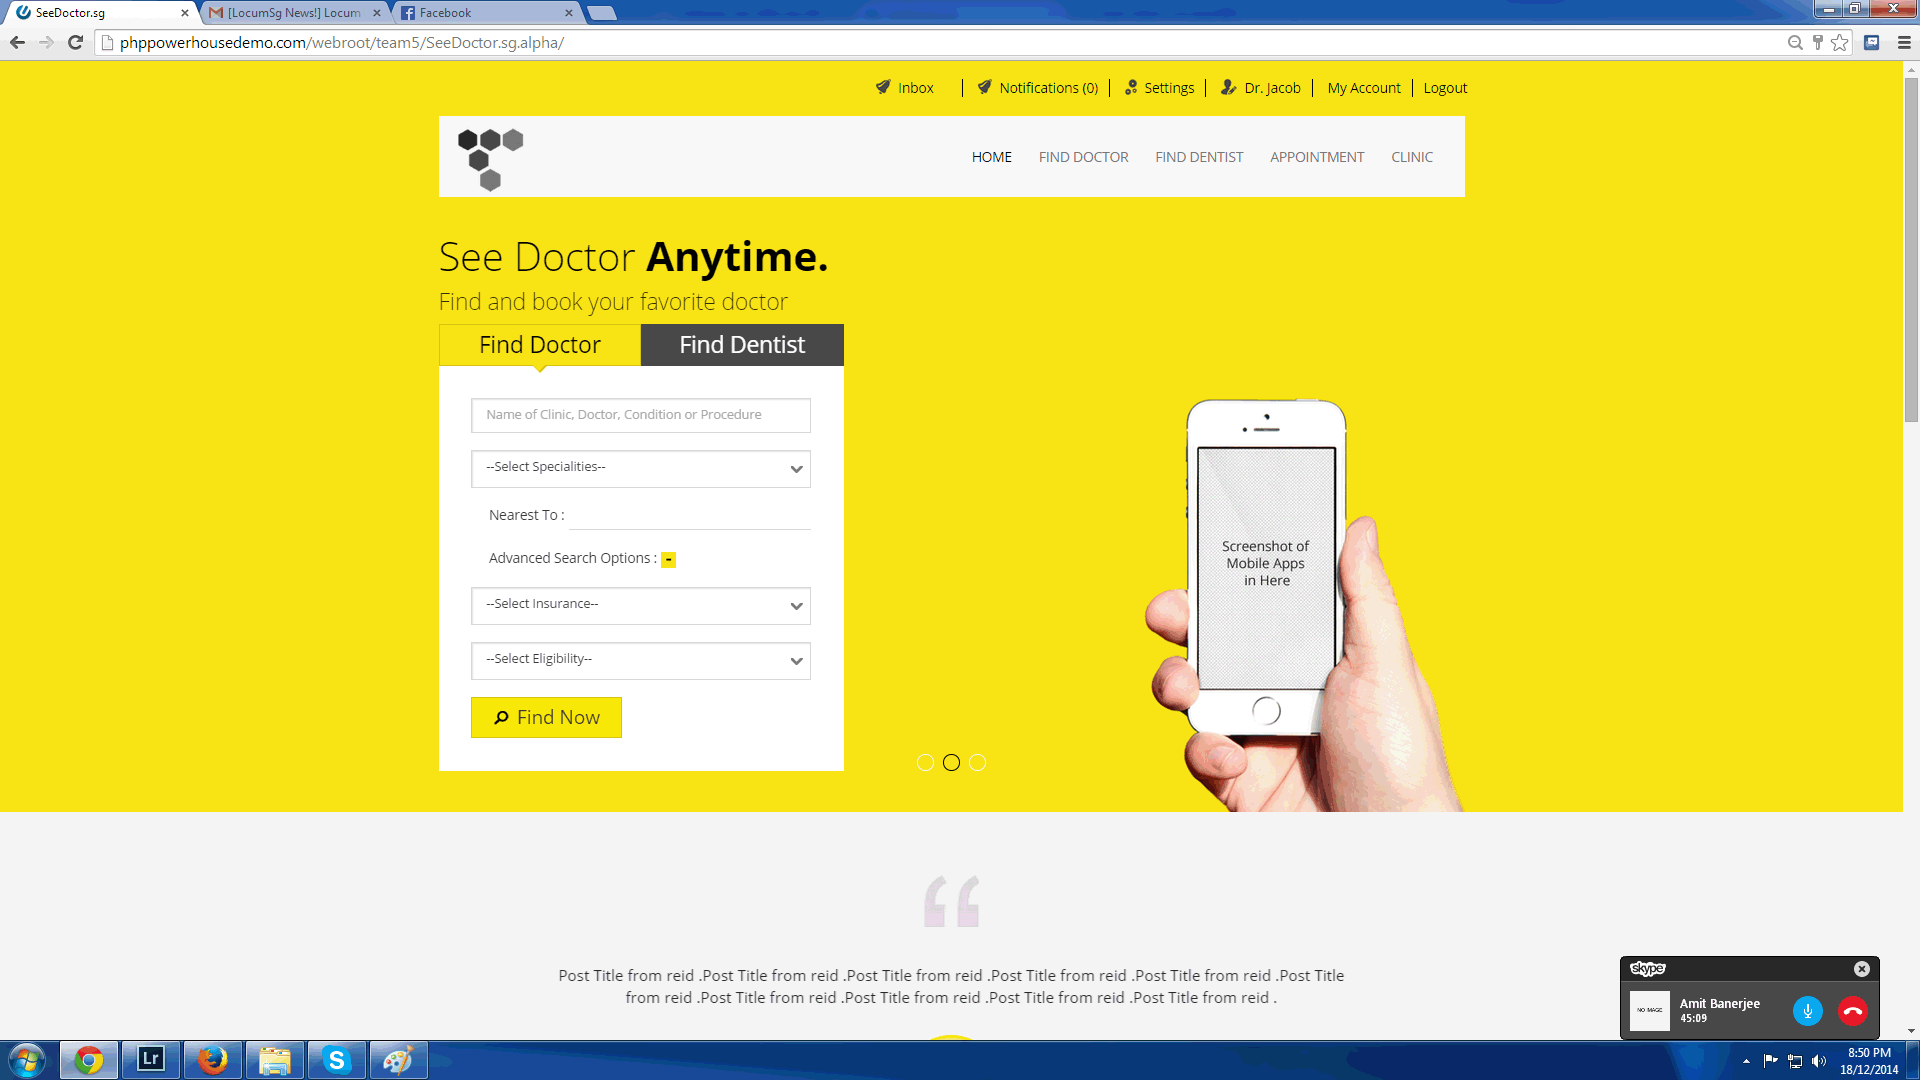 SeeDoctor.sg
[LocumSg News!] Locum
Facebook
phppowerhousedemo.com/webroot/team5/SeeDoctor.sg.alpha/
Inbox
Notifications (0)
Settings
Dr. Jacob
My Account
Logout
HOME
FIND DOCTOR
FIND DENTIST
APPOINTMENT
CLINIC
See Doctor Anytime.
Find and book your favorite doctor
Find Doctor
Find Dentist
Name of Clinic, Doctor, Condition or Procedure
--Select Specialities--
Nearest To :
Advanced Search Options : -
--Select Insurance--
--Select Eligibility--
Find Now
Screenshot of
Mobile Apps
in Here
Post Title from reid .Post Title from reid .Post Title from reid .Post Title from reid .Post Title from reid .Post Title
from reid .Post Title from reid .Post Title from reid .Post Title from reid .Post Title from reid .
skype
NO IMAGE
Amit Banerjee
45:09
Lr
S
8:50 PM
18/12/2014